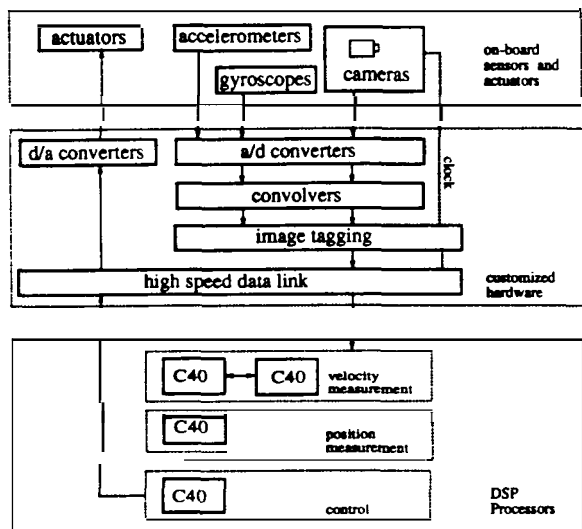 actuators
accelerometers
gyroscopes
cameras
on-board
sensors and
actuators
d/a converters
a/d converters
clock
convolvers
image tagging
high speed data link
customized
hardware
C40
C40
velocity
measurement
C40
position
measurement
C40
control
DSP
Processors